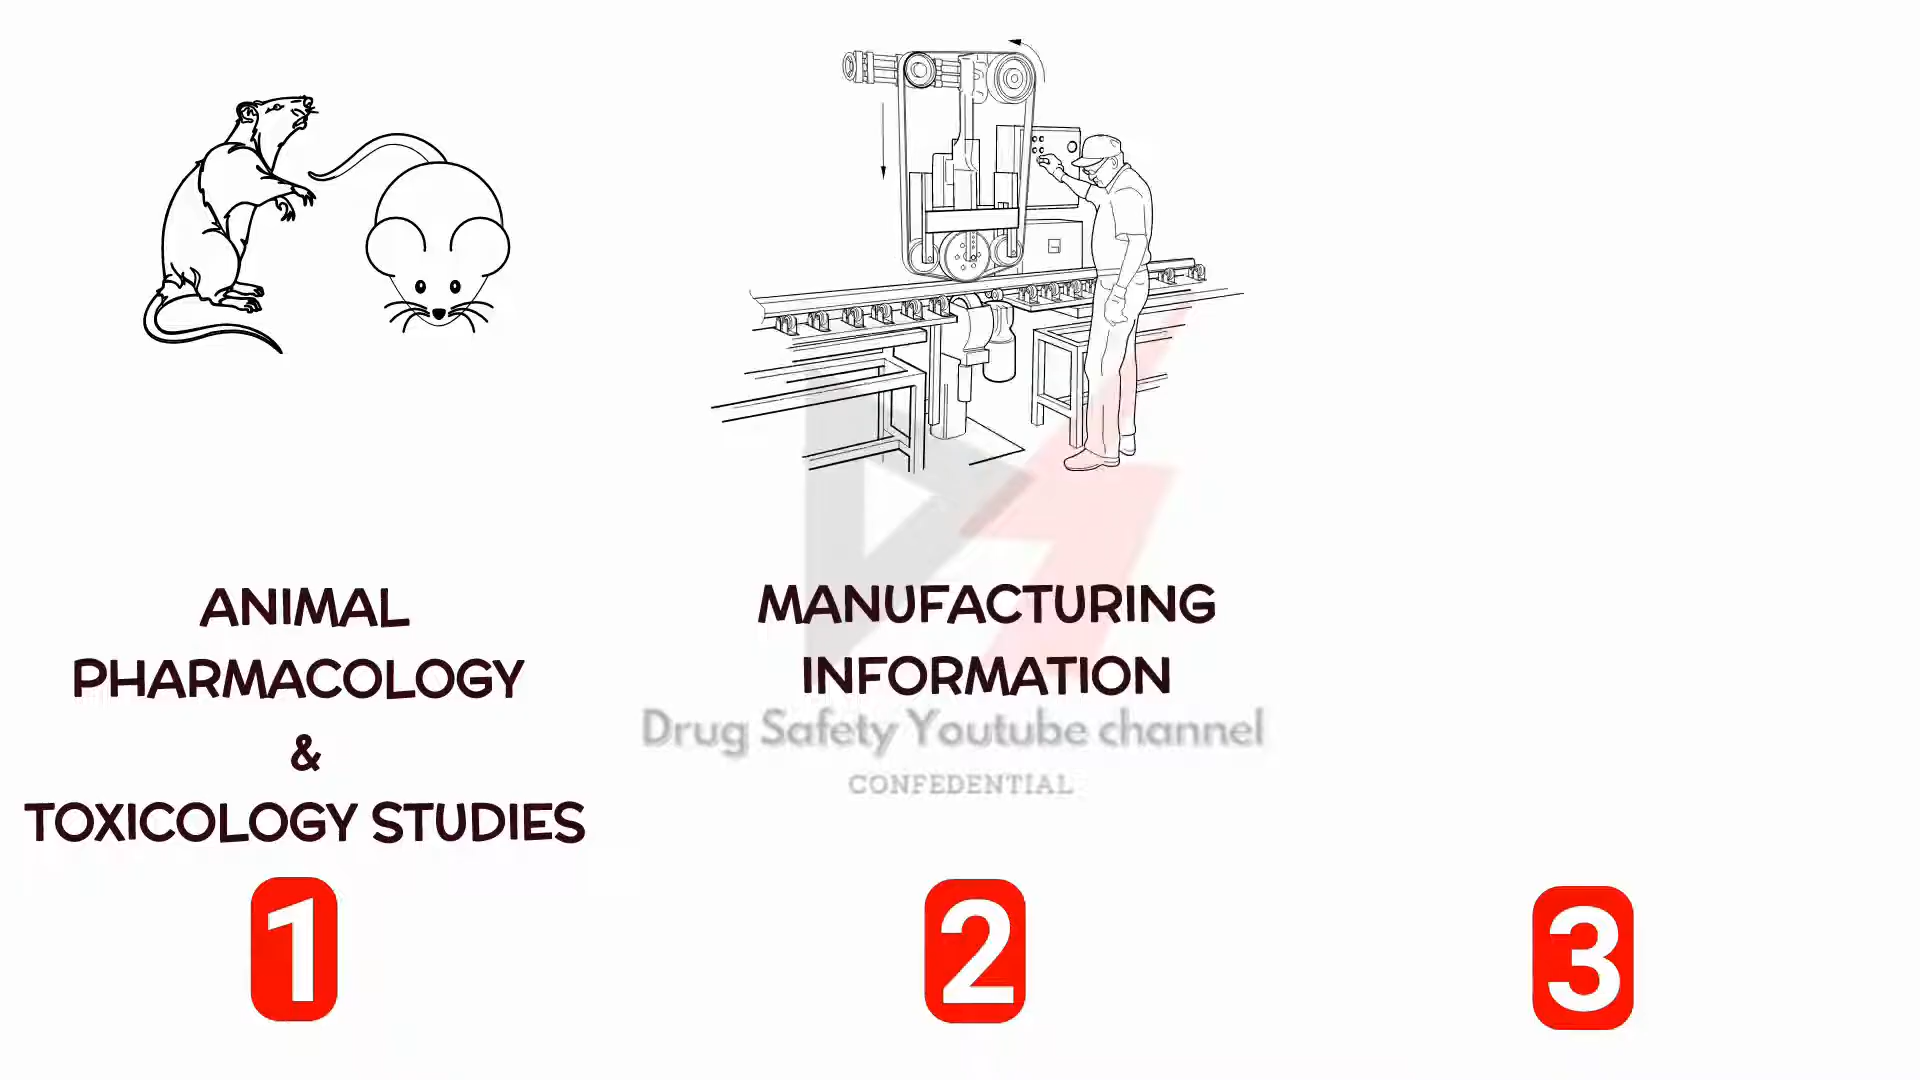 ANIMAL
PHARMACOLOGY
&
TOXICOLOGY STUDIES
1
MANUFACTURING
INFORMATION
Drug Safety Youtube channel
CONFEDENTIAL
2
3